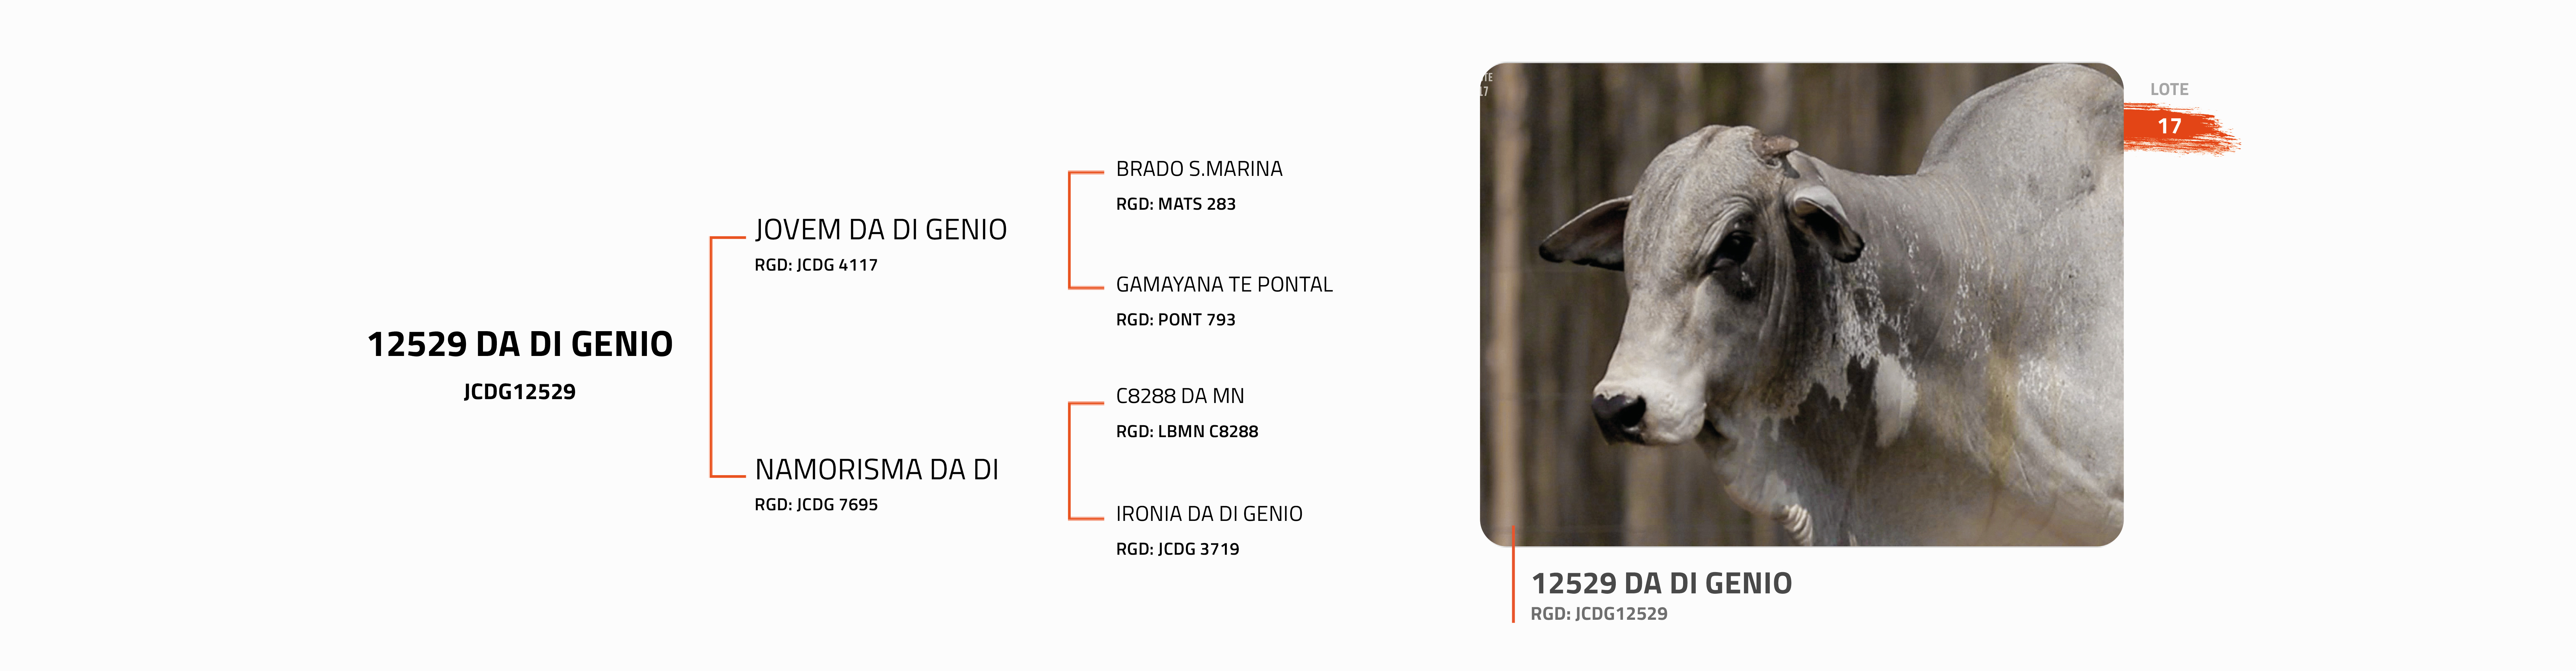 12529 DA DI GENIO
JCDG12529
JOVEM DA DI GENIO
RGD: JCDG 4117
NAMORISMA DA DI
RGD: JCDG 7695
BRADO S.MARINA
RGD: MATS 283
GAMAYANA TE PONTAL
RGD: PONT 793
C8288 DA MN
RGD: LBMN C8288
IRONIA DA DI GENIO
RGD: JCDG 3719
TE
17
LOTE
17
12529 DA DI GENIO
RGD: JCDG12529